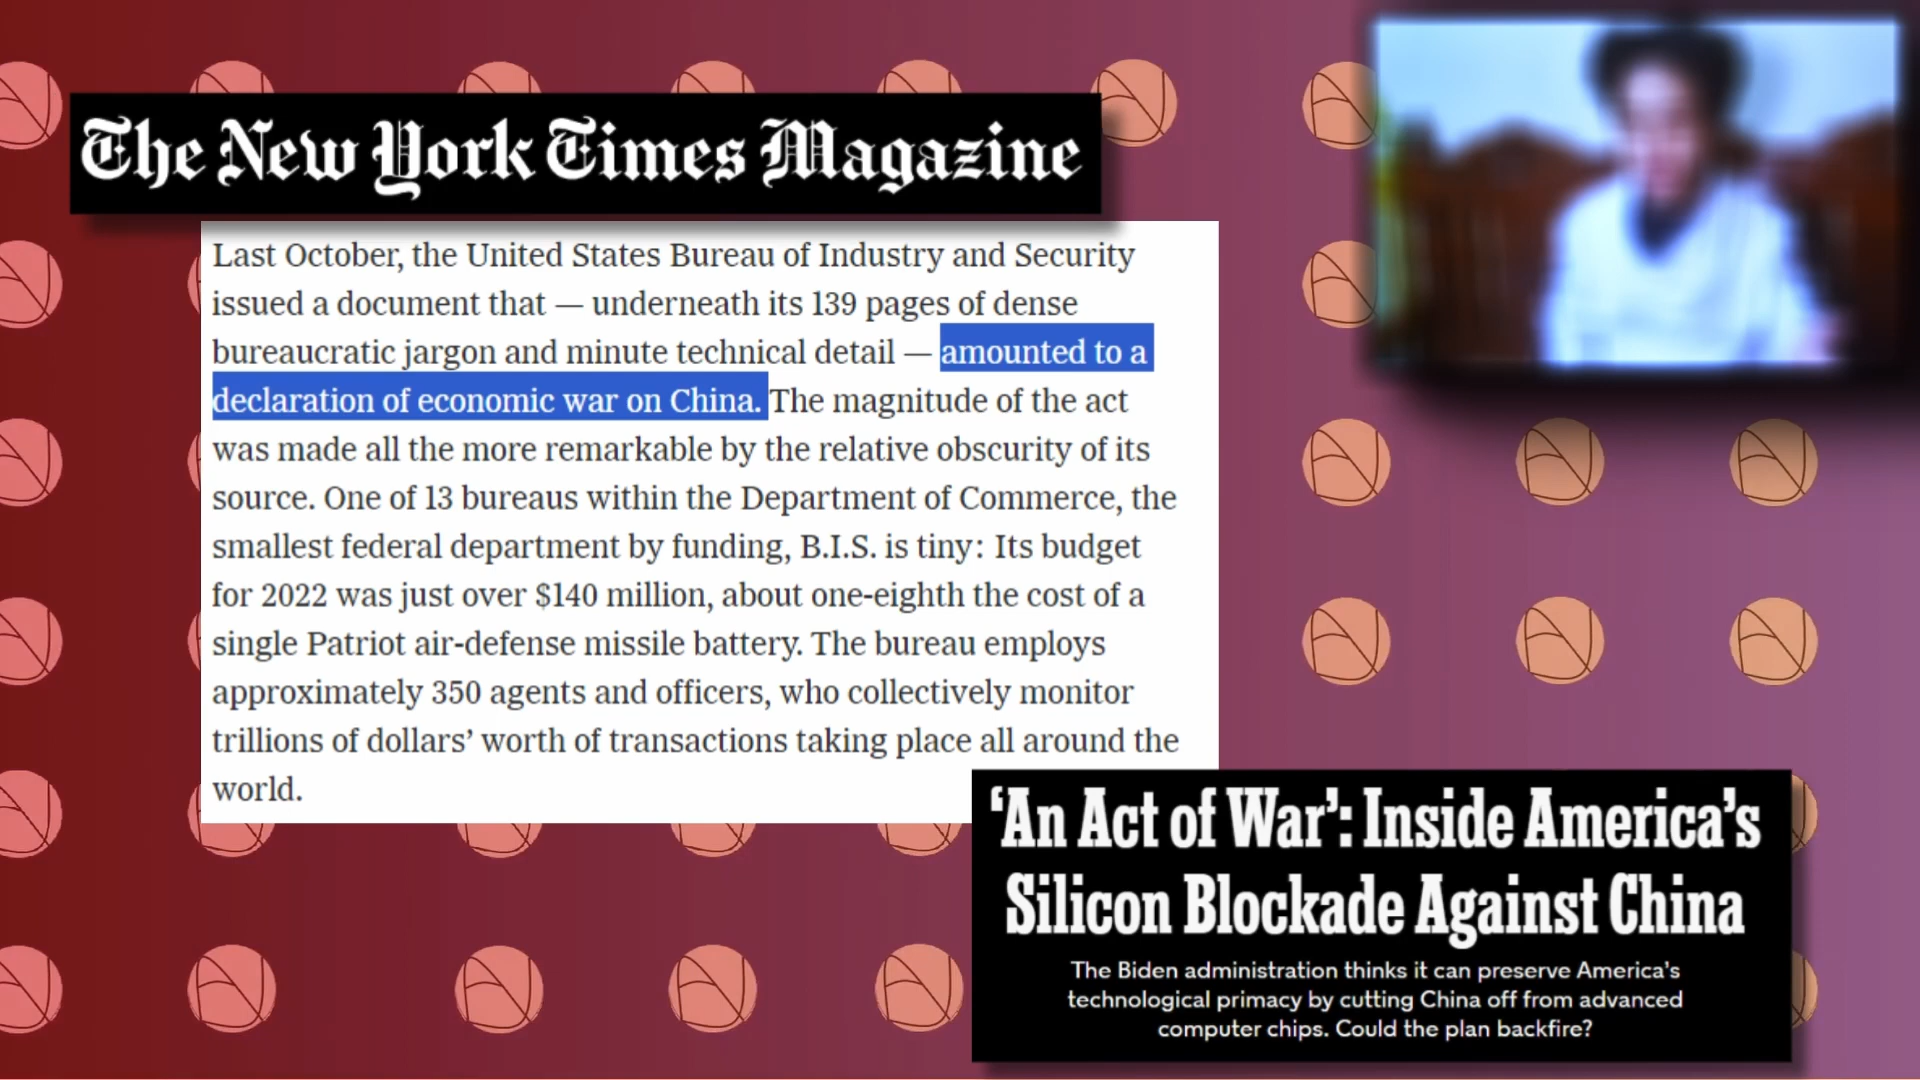 The New York Times Magazine
Last October, the United States Bureau of Industry and Security
issued a document that — underneath its 139 pages of dense
bureaucratic jargon and minute technical detail — amounted to a
declaration of economic war on China. The magnitude of the act
was made all the more remarkable by the relative obscurity of its
source. One of 13 bureaus within the Department of Commerce, the
smallest federal department by funding, B.I.S. is tiny: Its budget
for 2022 was just over $140 million, about one-eighth the cost of a
single Patriot air-defense missile battery. The bureau employs
approximately 350 agents and officers, who collectively monitor
trillions of dollars’ worth of transactions taking place all around the
world.
‘An Act of War’: Inside America’s
Silicon Blockade Against China
The Biden administration thinks it can preserve America’s
technological primacy by cutting China off from advanced
computer chips. Could the plan backfire?